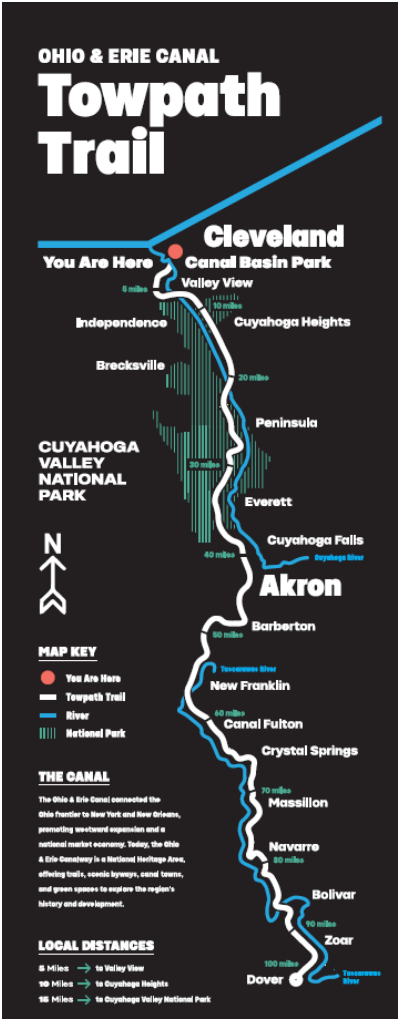 OHIO & ERIE CANAL
Towpath
Trail
Cleveland
You Are Here
Canal Basin Park
Valley View
5 miles
10 miles
Independence
Cuyahoga Heights
Brecksville
20 miles
Peninsula
CUYAHOGA
VALLEY
NATIONAL
PARK
30 miles
Everett
N
Cuyahoga Falls
40 miles
Cuyahoga River
Akron
Barberton
50 miles
MAP KEY
You Are Here
Towpath Trail
River
National Park
Tuscarawas River
New Franklin
60 miles
Canal Fulton
Crystal Springs
THE CANAL
The Ohio & Erie Canal connected the
Ohio frontier to New York and New Orleans,
promoting westward expansion and a
national market economy. Today, the Ohio
& Erie Canalway is a National Heritage Area,
offering trails, scenic byways, canal towns,
and green spaces to explore the region's
history and development.
70 miles
Massillon
Navarre
80 miles
Bolivar
90 miles
Zoar
100 miles
Dover
Tuscarawas
River
LOCAL DISTANCES
5 Miles → to Valley View
10 Miles → to Cuyahoga Heights
15 Miles → to Cuyahoga Valley National Park